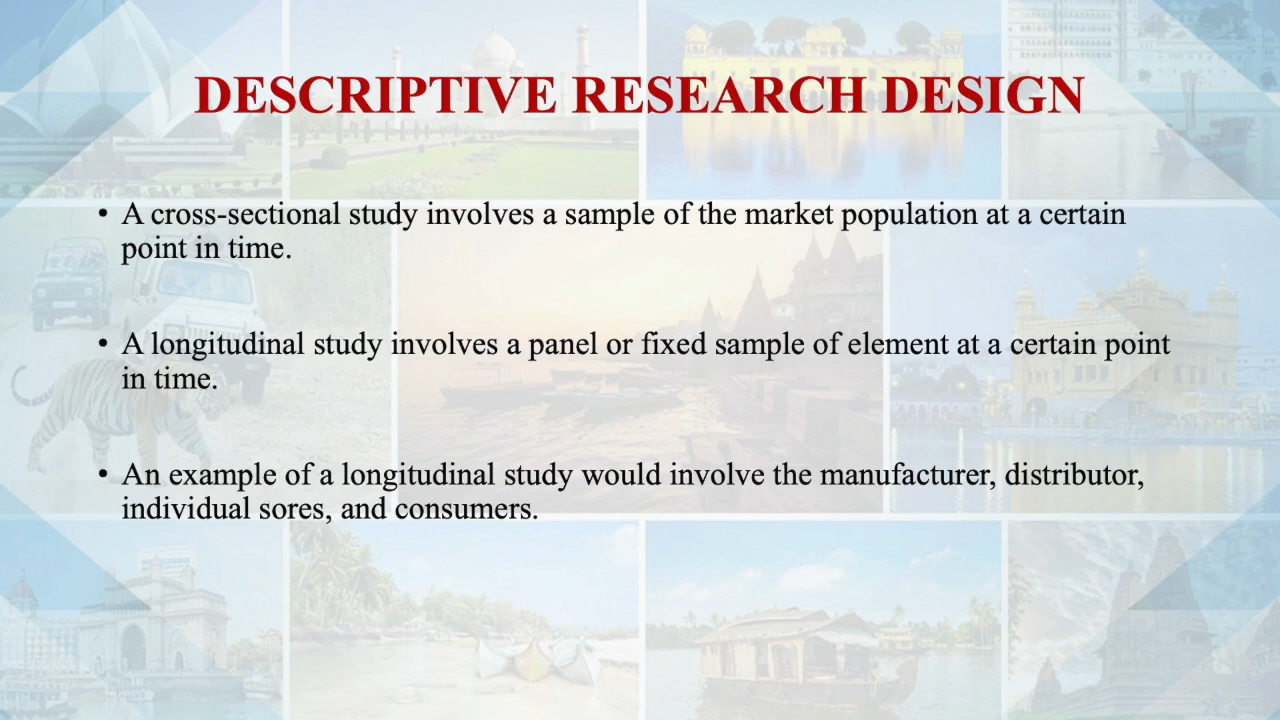 DESCRIPTIVE RESEARCH DESIGN
• A cross-sectional study involves a sample of the market population at a certain
point in time.
• A longitudinal study involves a panel or fixed sample of element at a certain point
in time.
• An example of a longitudinal study would involve the manufacturer, distributor,
individual sores, and consumers.